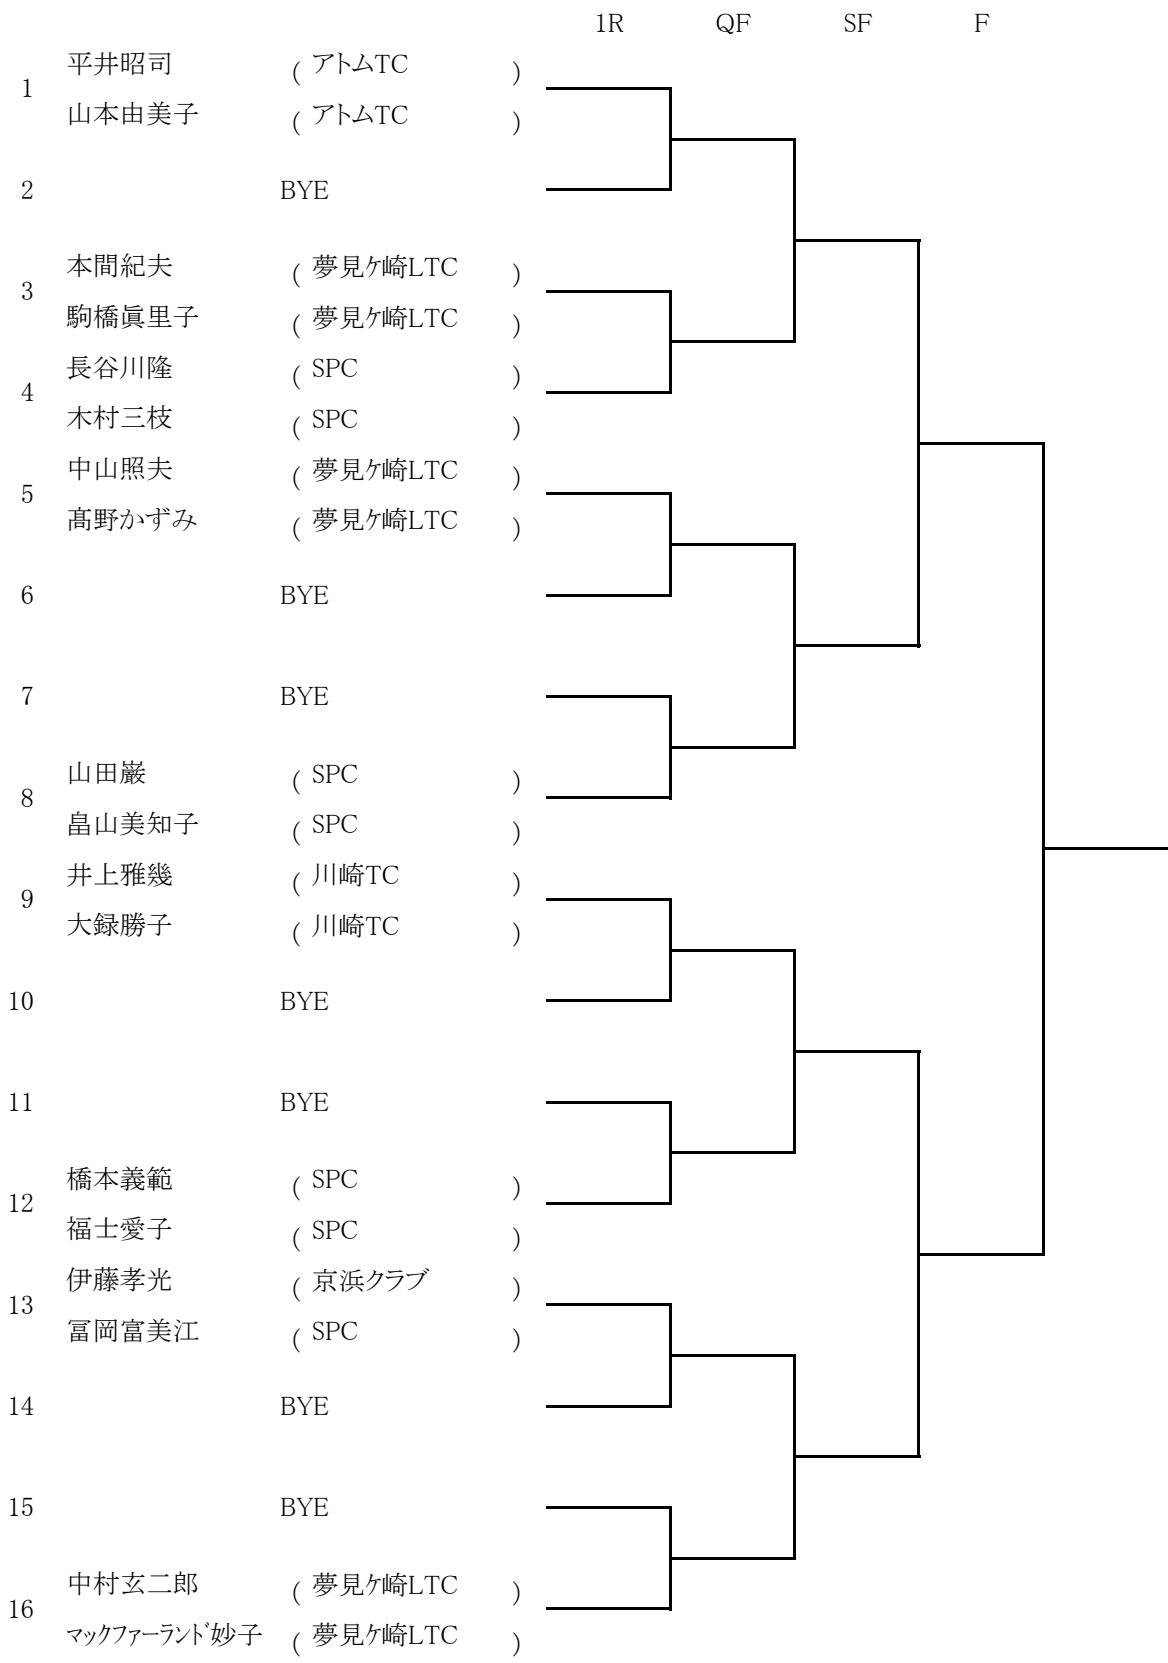 1R QF SF F
平井昭司 ( アトムTC )
1
山本由美子 ( アトムTC )
2 BYE
本間紀夫 ( 夢見ケ崎LTC )
3
駒橋眞里子 ( 夢見ケ崎LTC )
長谷川隆 ( SPC )
4
木村三枝 ( SPC )
中山照夫 ( 夢見ケ崎LTC )
5
髙野かずみ ( 夢見ケ崎LTC )
6 BYE
7 BYE
山田巌 ( SPC )
8
畠山美知子 ( SPC )
井上雅幾 ( 川崎TC )
9
大録勝子 ( 川崎TC )
10 BYE
11 BYE
橋本義範 ( SPC )
12
福士愛子 ( SPC )
伊藤孝光 ( 京浜クラブ )
13
冨岡富美江 ( SPC )
14 BYE
15 BYE
中村玄二郎 ( 夢見ケ崎LTC )
16
マックファーランド妙子 ( 夢見ケ崎LTC )